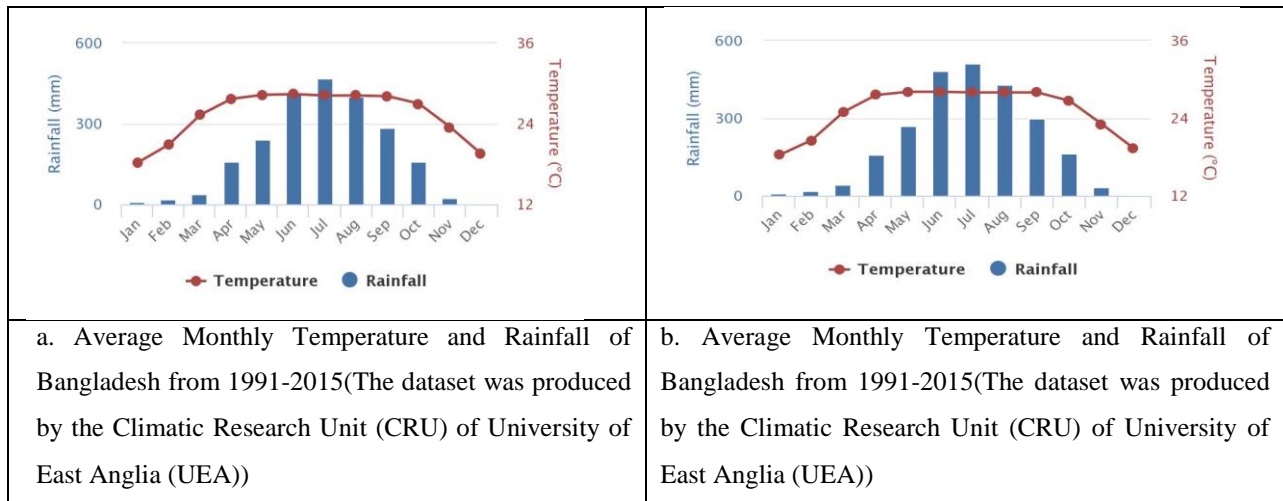 600
300
0
Rainfall (mm)
36
24
12
Temperature (°C)
Jan
Feb
Mar
Apr
May
Jun
Jul
Aug
Sep
Oct
Nov
Dec
Temperature
Rainfall
600
300
0
Rainfall (mm)
36
24
12
Temperature (°C)
Jan
Feb
Mar
Apr
May
Jun
Jul
Aug
Sep
Oct
Nov
Dec
Temperature
Rainfall
a. Average Monthly Temperature and Rainfall of
Bangladesh from 1991-2015(The dataset was produced
by the Climatic Research Unit (CRU) of University of
East Anglia (UEA))
b. Average Monthly Temperature and Rainfall of
Bangladesh from 1991-2015(The dataset was produced
by the Climatic Research Unit (CRU) of University of
East Anglia (UEA))